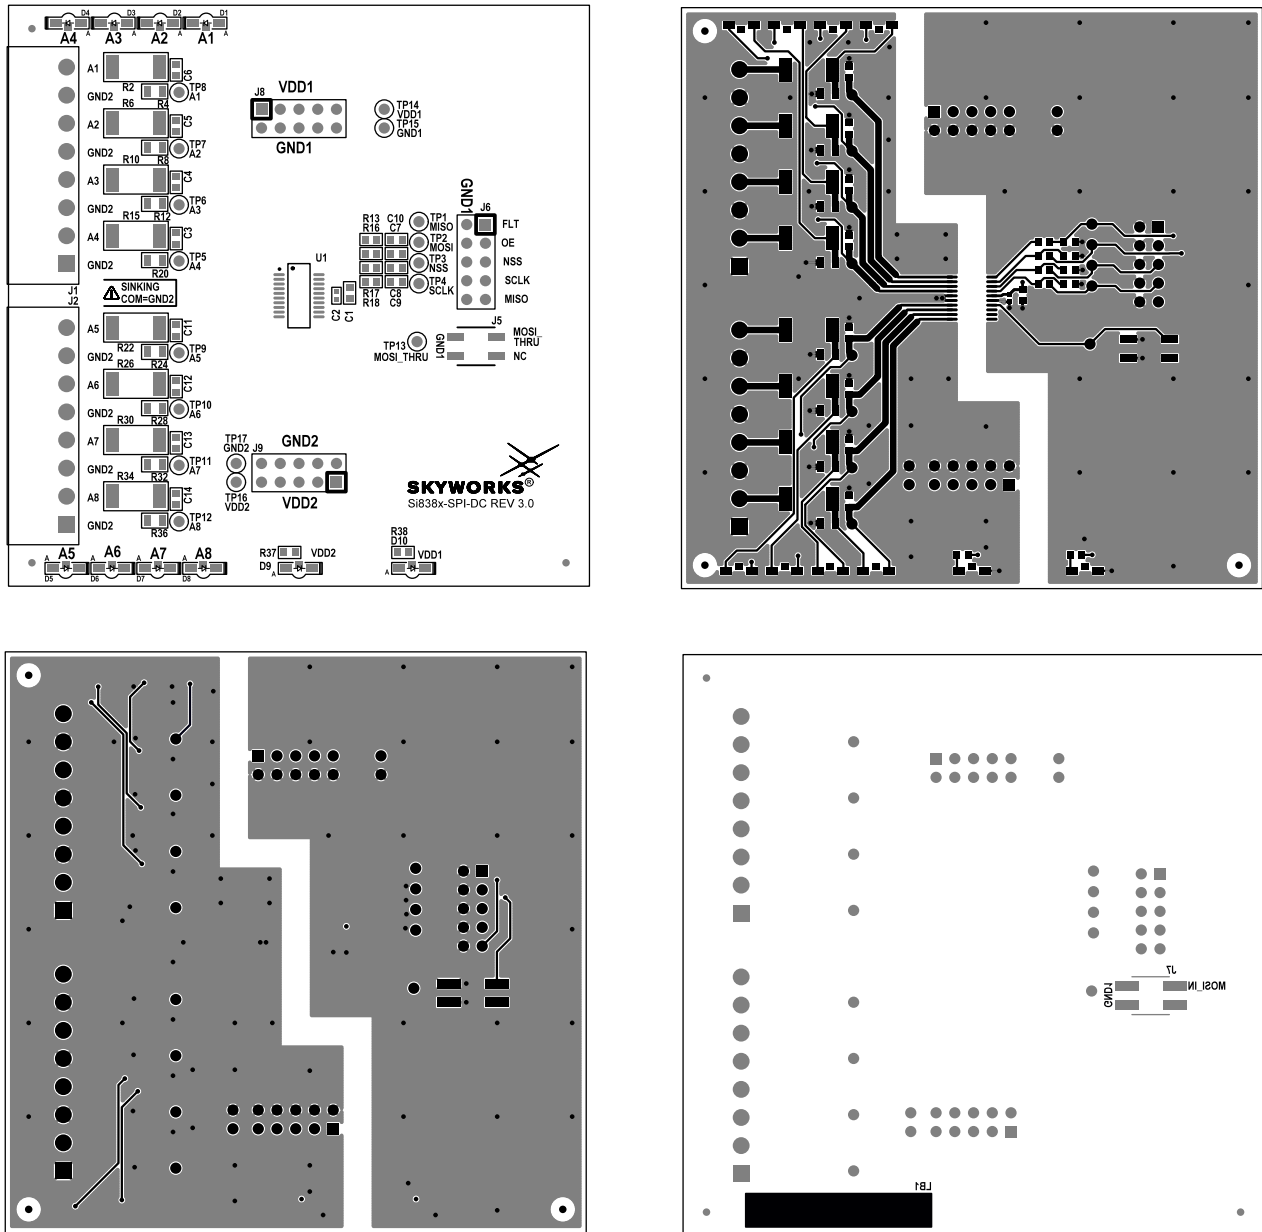 D4 D3 D2 D1
A A A A
A4 A3 A2 A1
A1
R2
C6
TP8
A1
R4
GND2
R6
A2
C5
TP7
A2
R8
GND2
R10
A3
C4
TP6
A3
R12
GND2
R15
A4
C3
TP5
A4
R20
GND2
J1
J2
SINKING
COM=GND2
J8
VDD1
GND1
TP14
VDD1
TP15
GND1
U1
C2
C1
R13
R16
C10
C7
R17
R18
C8
C9
TP1
MISO
TP2
MOSI
TP3
NSS
TP4
SCLK
GND1
J6
FLT
OE
NSS
SCLK
MISO
TP13
MOSI_THRU
J5
GND1
MOSI_
THRU
NC
A5
R22
C11
TP9
A5
R24
GND2
R26
A6
C12
TP10
A6
R28
GND2
R30
A7
C13
TP11
A7
R32
GND2
R34
A8
C14
TP12
A8
R36
GND2
TP17
GND2
TP16
VDD2
J9
GND2
VDD2
SKYWORKS®
Si838x-SPI-DC REV 3.0
A5 A6 A7 A8
A A A A
D5 D6 D7 D8
R37
VDD2
D9
A
R38
D10
VDD1
A
J7
GND1
MOSI_IN
LB1